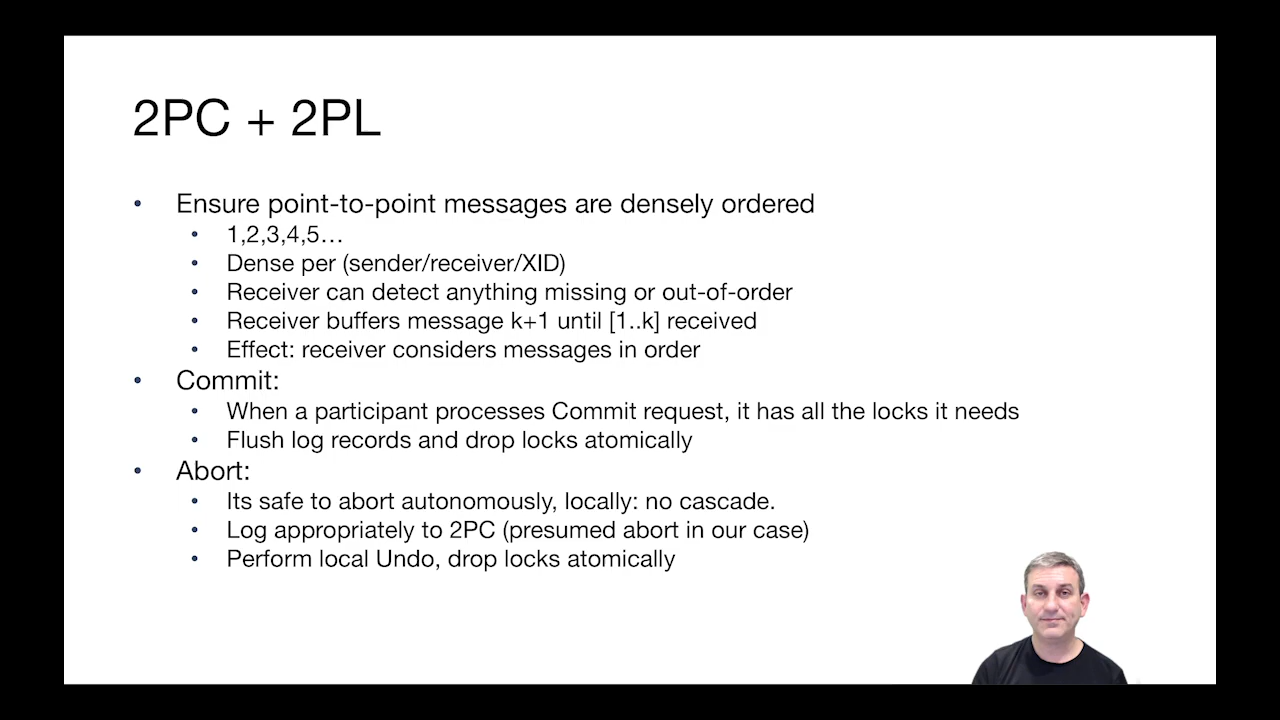 2PC + 2PL
• Ensure point-to-point messages are densely ordered
• 1,2,3,4,5…
• Dense per (sender/receiver/XID)
• Receiver can detect anything missing or out-of-order
• Receiver buffers message k+1 until [1..k] received
• Effect: receiver considers messages in order
• Commit:
• When a participant processes Commit request, it has all the locks it needs
• Flush log records and drop locks atomically
• Abort:
• Its safe to abort autonomously, locally: no cascade.
• Log appropriately to 2PC (presumed abort in our case)
• Perform local Undo, drop locks atomically